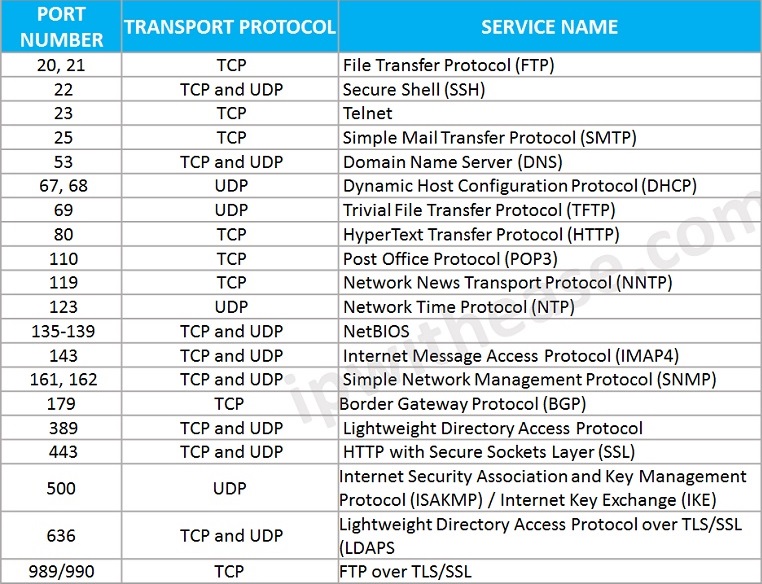 PORT NUMBER TRANSPORT PROTOCOL SERVICE NAME
20, 21 TCP File Transfer Protocol (FTP)
22 TCP and UDP Secure Shell (SSH)
23 TCP Telnet
25 TCP Simple Mail Transfer Protocol (SMTP)
53 TCP and UDP Domain Name Server (DNS)
67, 68 UDP Dynamic Host Configuration Protocol (DHCP)
69 UDP Trivial File Transfer Protocol (TFTP)
80 TCP HyperText Transfer Protocol (HTTP)
110 TCP Post Office Protocol (POP3)
119 TCP Network News Transport Protocol (NNTP)
123 UDP Network Time Protocol (NTP)
135-139 TCP and UDP NetBIOS
143 TCP and UDP Internet Message Access Protocol (IMAP4)
161, 162 TCP and UDP Simple Network Management Protocol (SNMP)
179 TCP Border Gateway Protocol (BGP)
389 TCP and UDP Lightweight Directory Access Protocol
443 TCP and UDP HTTP with Secure Sockets Layer (SSL)
500 UDP Internet Security Association and Key Management
Protocol (ISAKMP) / Internet Key Exchange (IKE)
636 TCP and UDP Lightweight Directory Access Protocol over TLS/SSL
(LDAPS
989/990 TCP FTP over TLS/SSL
ipwithease.com